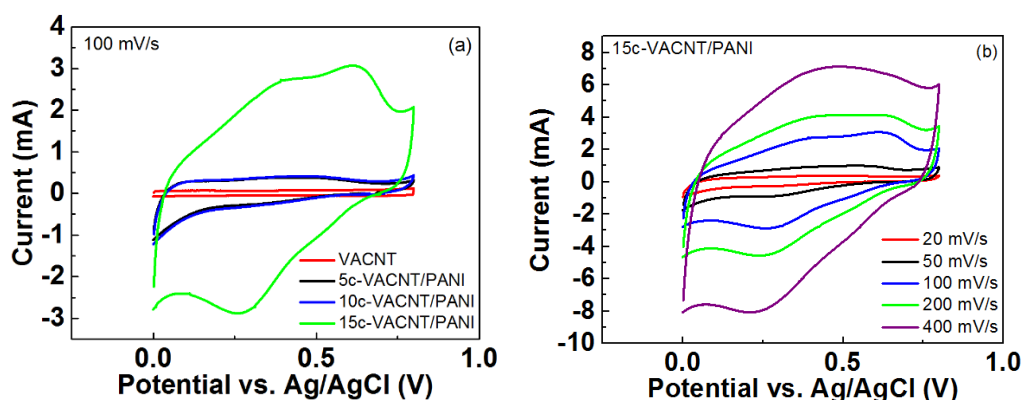 100 mV/s
(a)
4
3
2
1
0
-1
-2
-3
Current (mA)
VACNT
5c-VACNT/PANI
10c-VACNT/PANI
15c-VACNT/PANI
0.0
0.5
1.0
Potential vs. Ag/AgCl (V)
15c-VACNT/PANI
(b)
8
6
4
2
0
-2
-4
-6
-8
-10
Current (mA)
20 mV/s
50 mV/s
100 mV/s
200 mV/s
400 mV/s
0.0
0.5
1.0
Potential vs. Ag/AgCl (V)